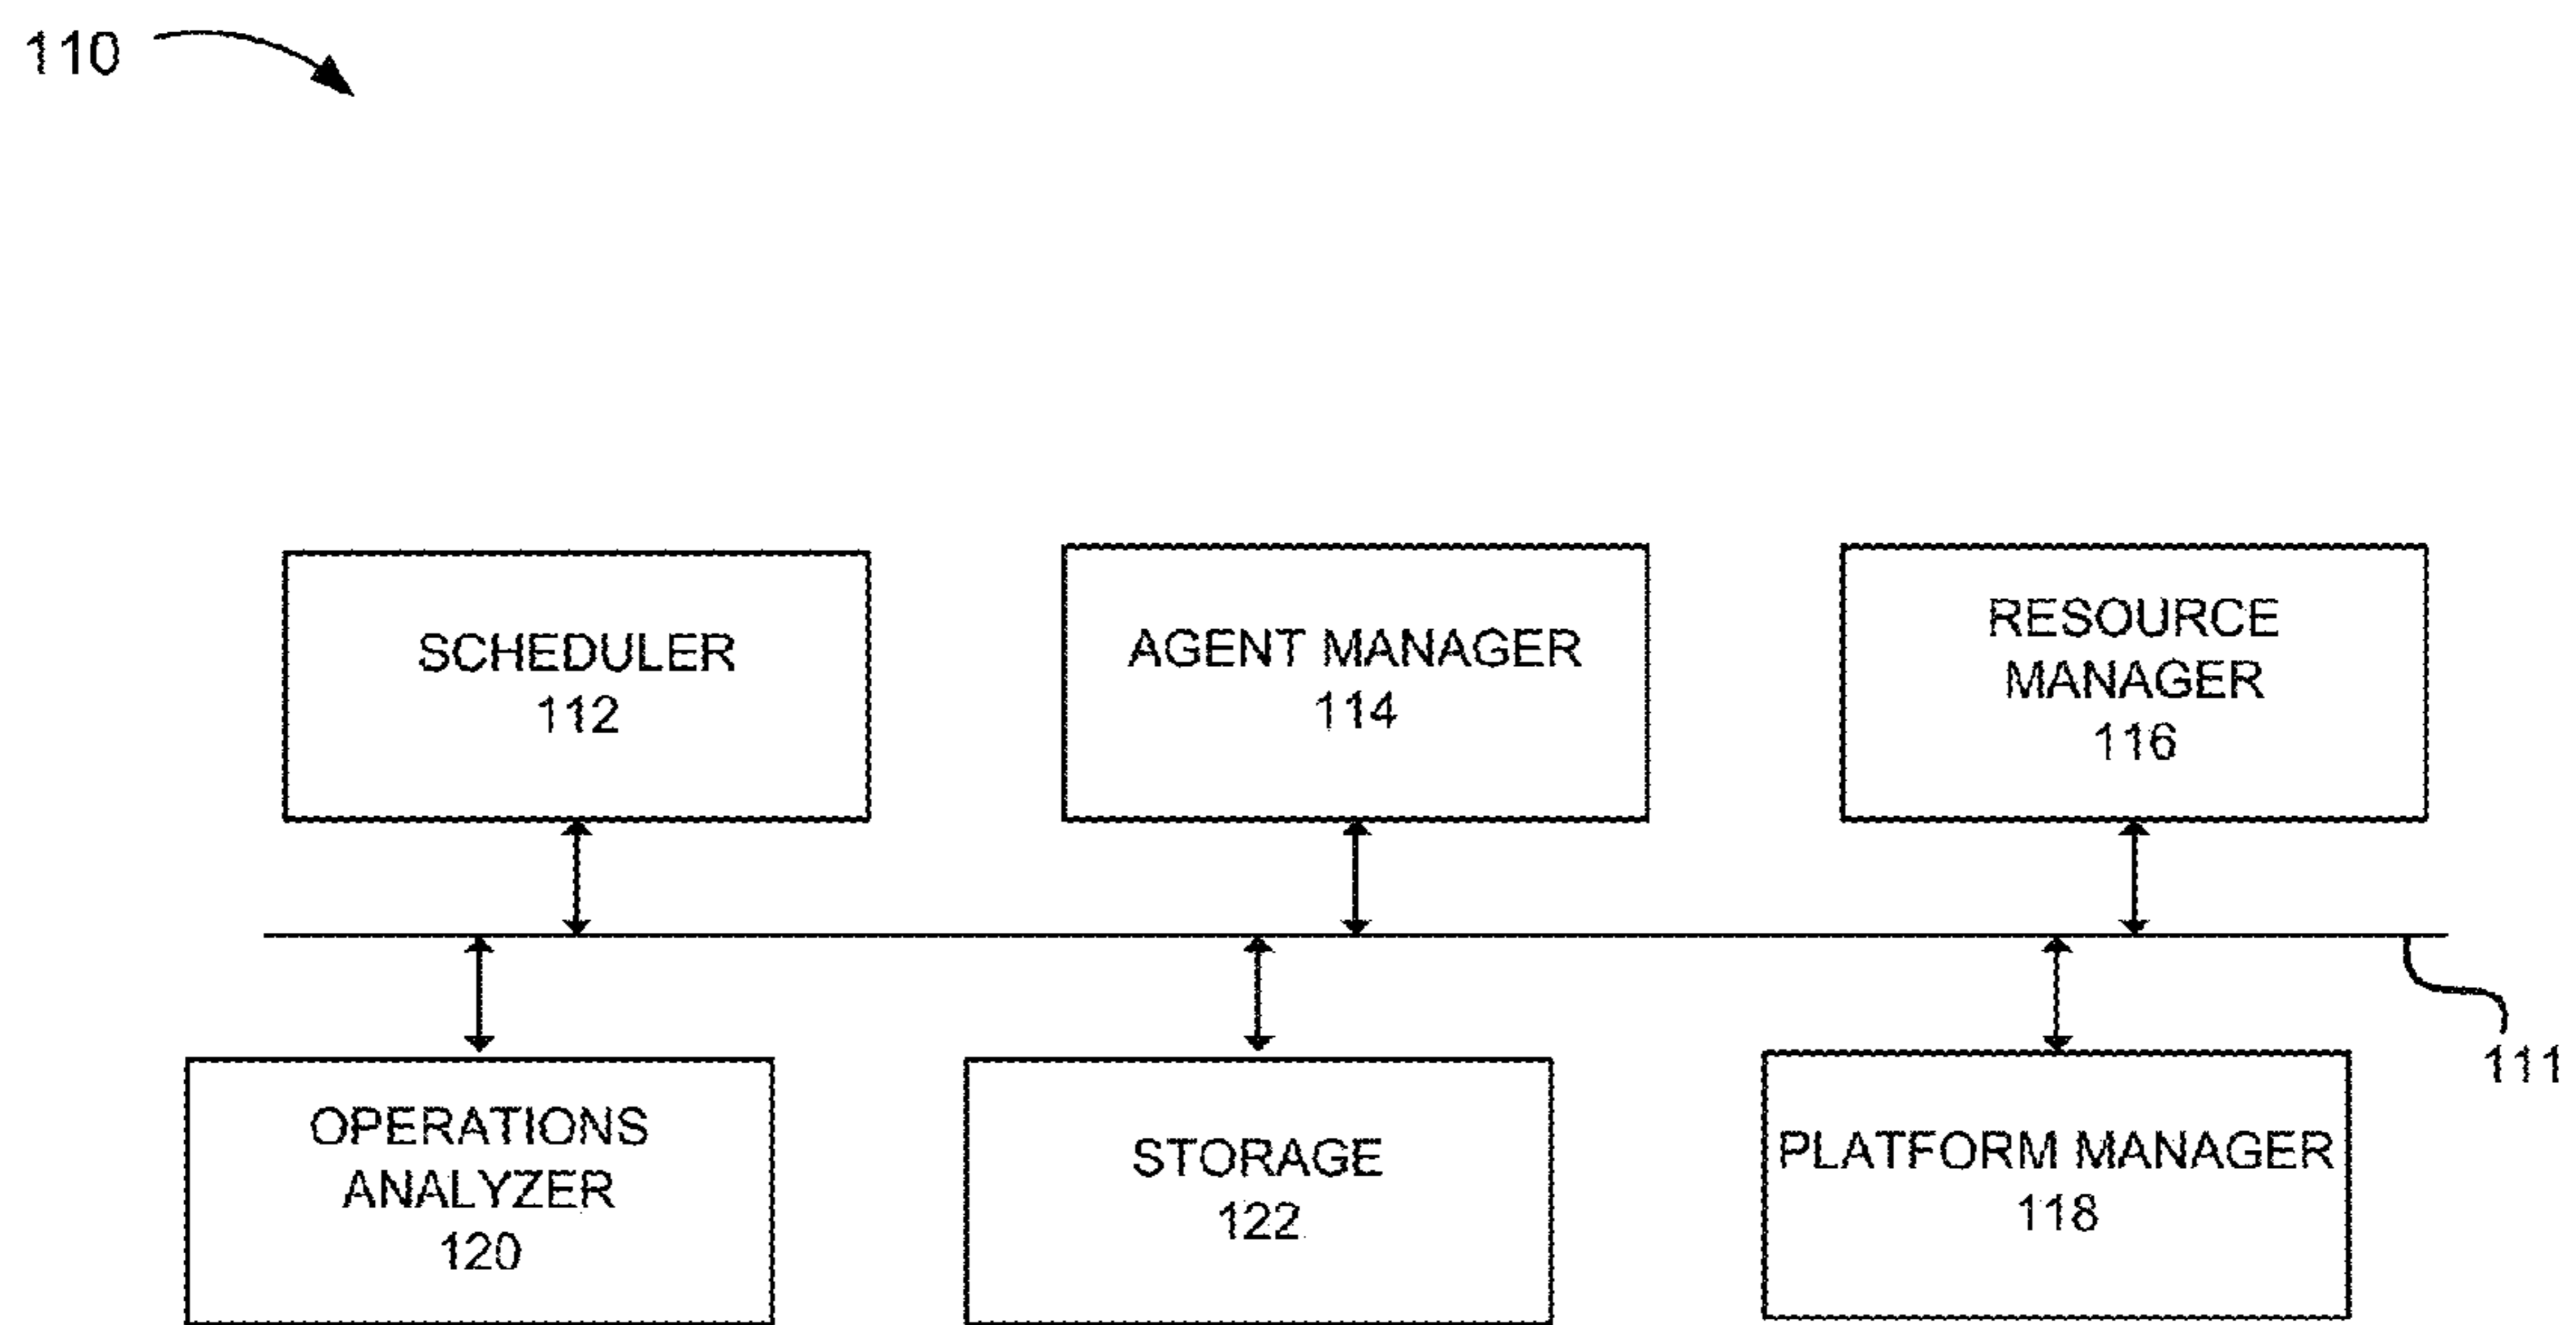 110
SCHEDULER
112
AGENT MANAGER
114
RESOURCE
MANAGER
116
111
OPERATIONS
ANALYZER
120
STORAGE
122
PLATFORM MANAGER
118